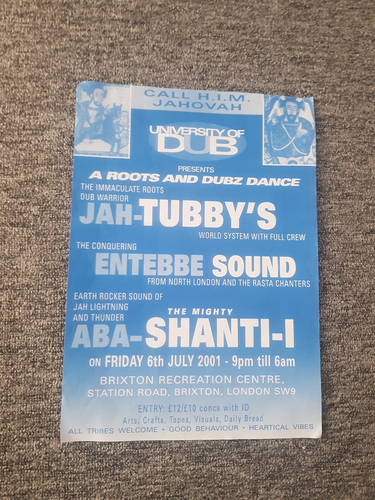 CALL H.I.M.
JAHOVAH
UNIVERSITY OF
DUB
PRESENTS
A ROOTS AND DUBZ DANCE
THE IMMACULATE ROOTS
DUB WARRIOR
JAH-TUBBY'S
WORLD SYSTEM WITH FULL CREW
THE CONQUERING
ENTEBBE SOUND
FROM NORTH LONDON AND THE RASTA CHANTERS
EARTH ROCKER SOUND OF
JAH LIGHTNING
AND THUNDER
THE MIGHTY
ABA-SHANTI-I
ON FRIDAY 6th JULY 2001 - 9pm till 6am
BRIXTON RECREATION CENTRE,
STATION ROAD, BRIXTON, LONDON SW9
ENTRY: £12/£10 concs with ID
Arts, Crafts, Tapes, Visuals, Daily Bread
ALL TRIBES WELCOME • GOOD BEHAVIOUR • HEARTICAL VIBES